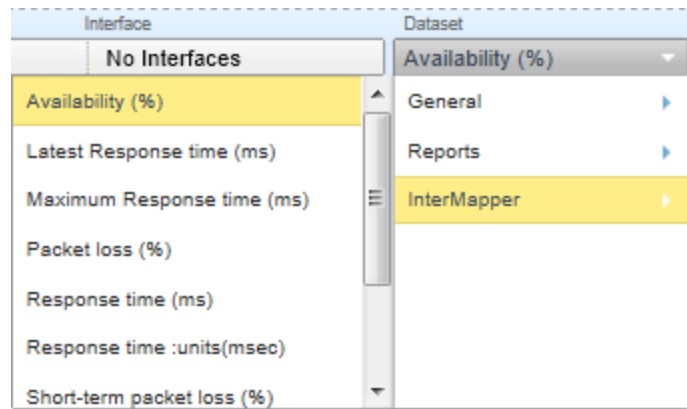 Interface
Dataset
No Interfaces
Availability (%)
Availability (%)
General
Latest Response time (ms)
Reports
Maximum Response time (ms)
InterMapper
Packet loss (%)
Response time (ms)
Response time :units(msec)
Short-term packet loss (%)